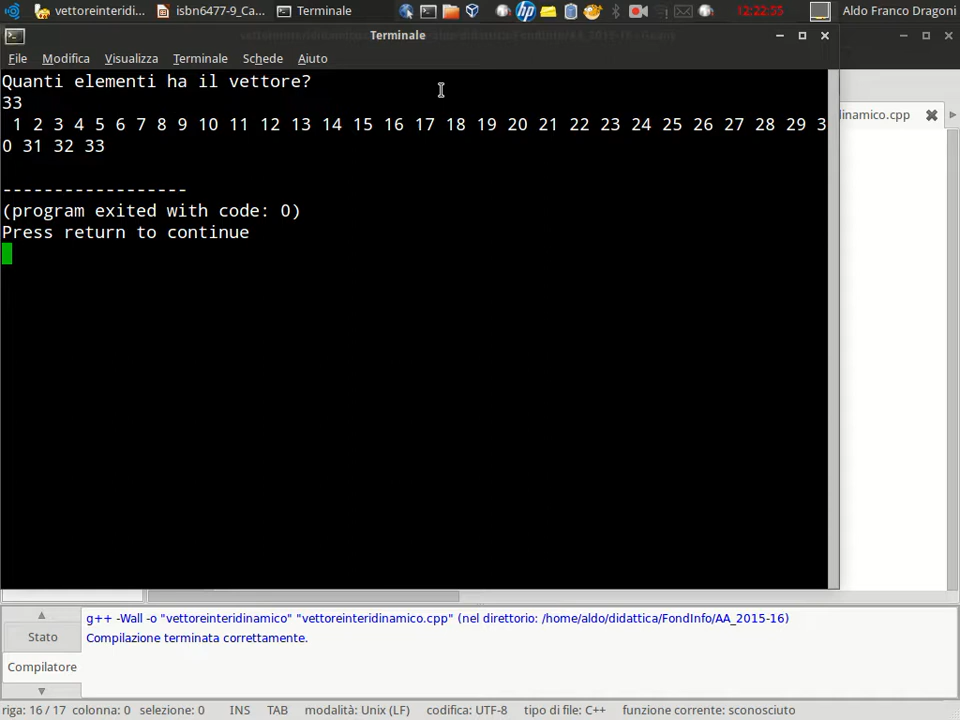 vettoreinteridinamic...
isbn6477-9_Ca...
Terminale
12:22:55
Aldo Franco Dragoni
Terminale
File Modifica Visualizza Terminale Schede Aiuto
Quanti elementi ha il vettore?
33
1 2 3 4 5 6 7 8 9 10 11 12 13 14 15 16 17 18 19 20 21 22 23 24 25 26 27 28 29 3
0 31 32 33
------------------
(program exited with code: 0)
Press return to continue
inamico.cpp
g++ -Wall -o "vettoreinteridinamico" "vettoreinteridinamico.cpp" (nel direttorio: /home/aldo/didattica/FondInfo/AA_2015-16)
Stato
Compilazione terminata correttamente.
Compilatore
riga: 16 / 17 colonna: 0 selezione: 0 INS TAB modalità: Unix (LF) codifica: UTF-8 tipo di file: C++ funzione corrente: sconosciuto